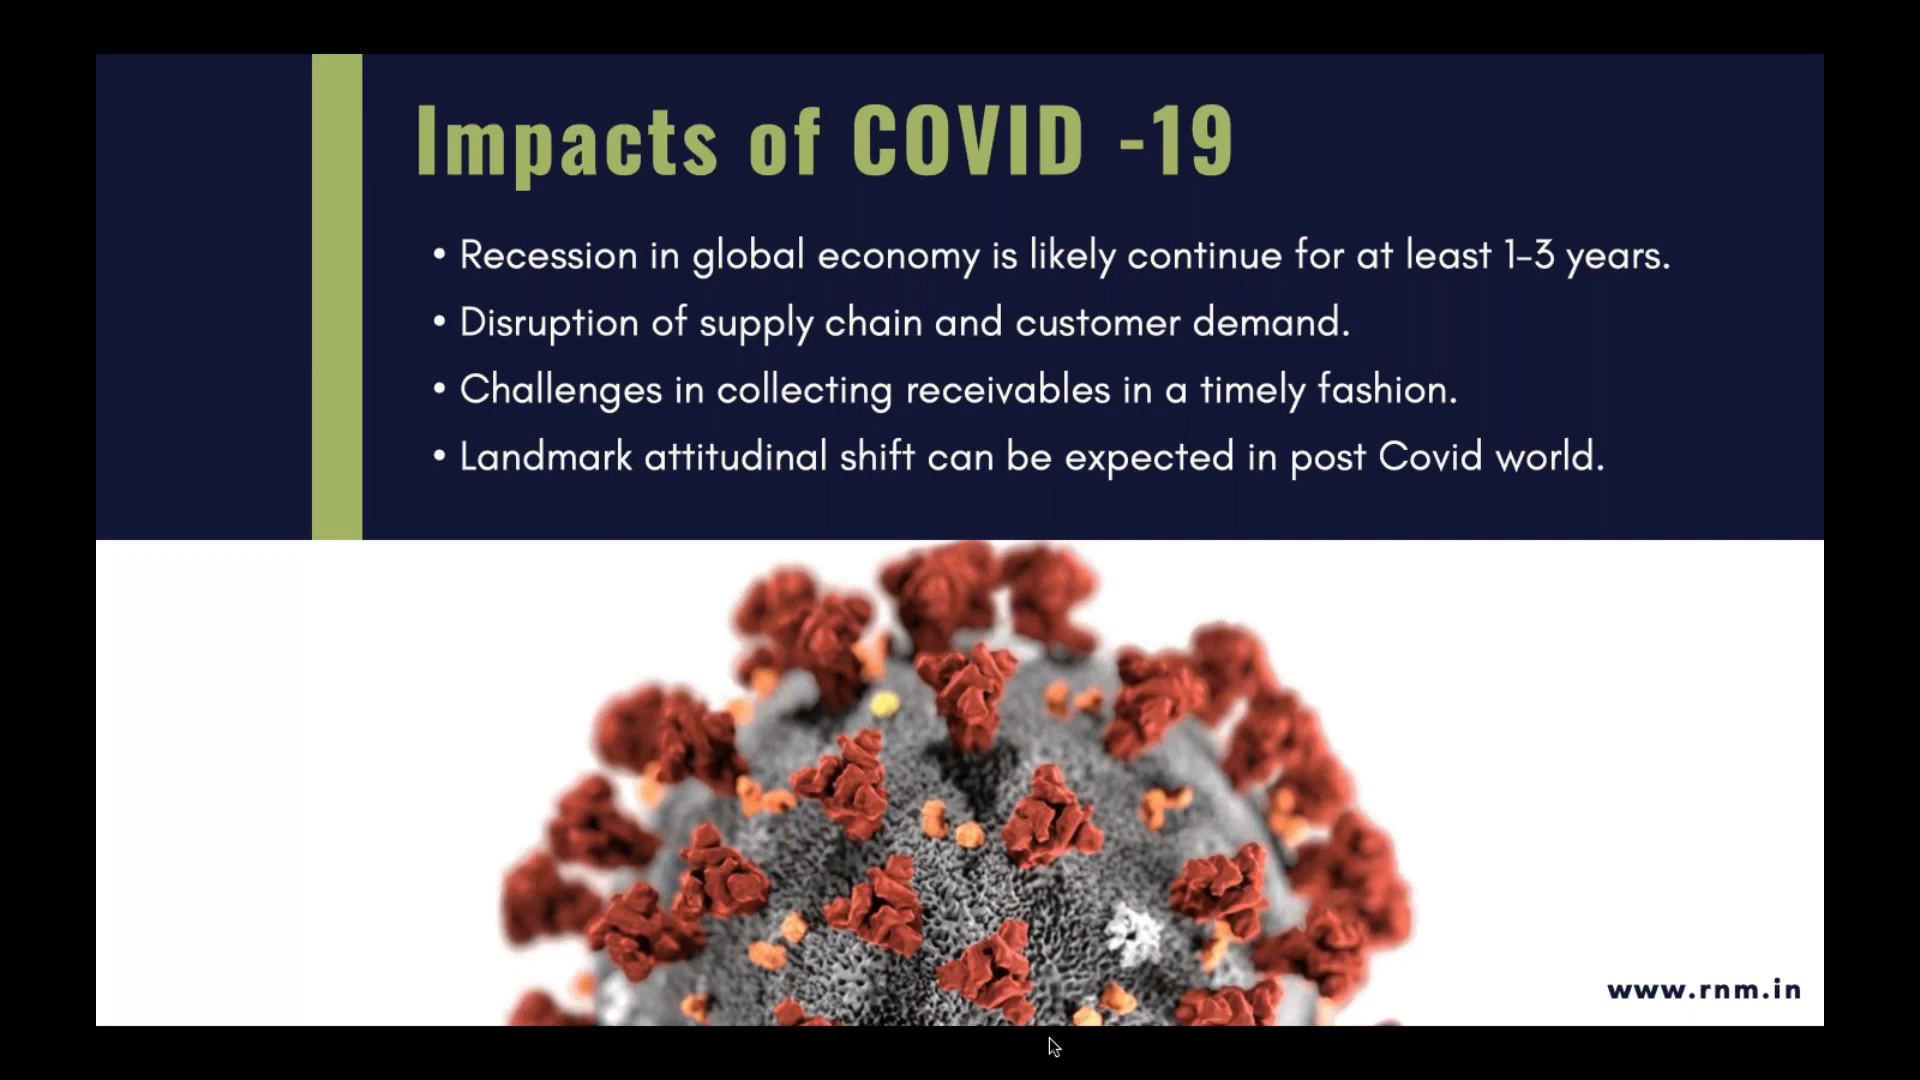 Impacts of COVID -19
• Recession in global economy is likely continue for at least 1-3 years.
• Disruption of supply chain and customer demand.
• Challenges in collecting receivables in a timely fashion.
• Landmark attitudinal shift can be expected in post Covid world.
www.rnm.in